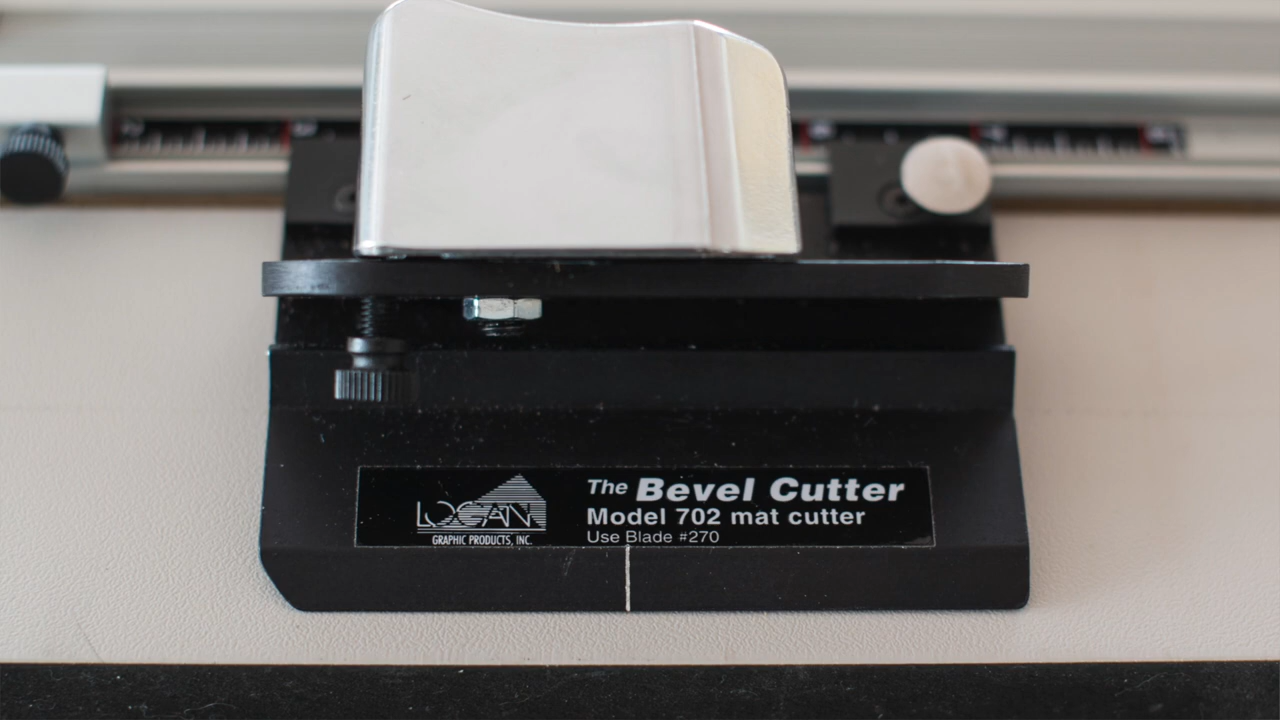 LOGAN
GRAPHIC PRODUCTS, INC.
The Bevel Cutter
Model 702 mat cutter
Use Blade #270